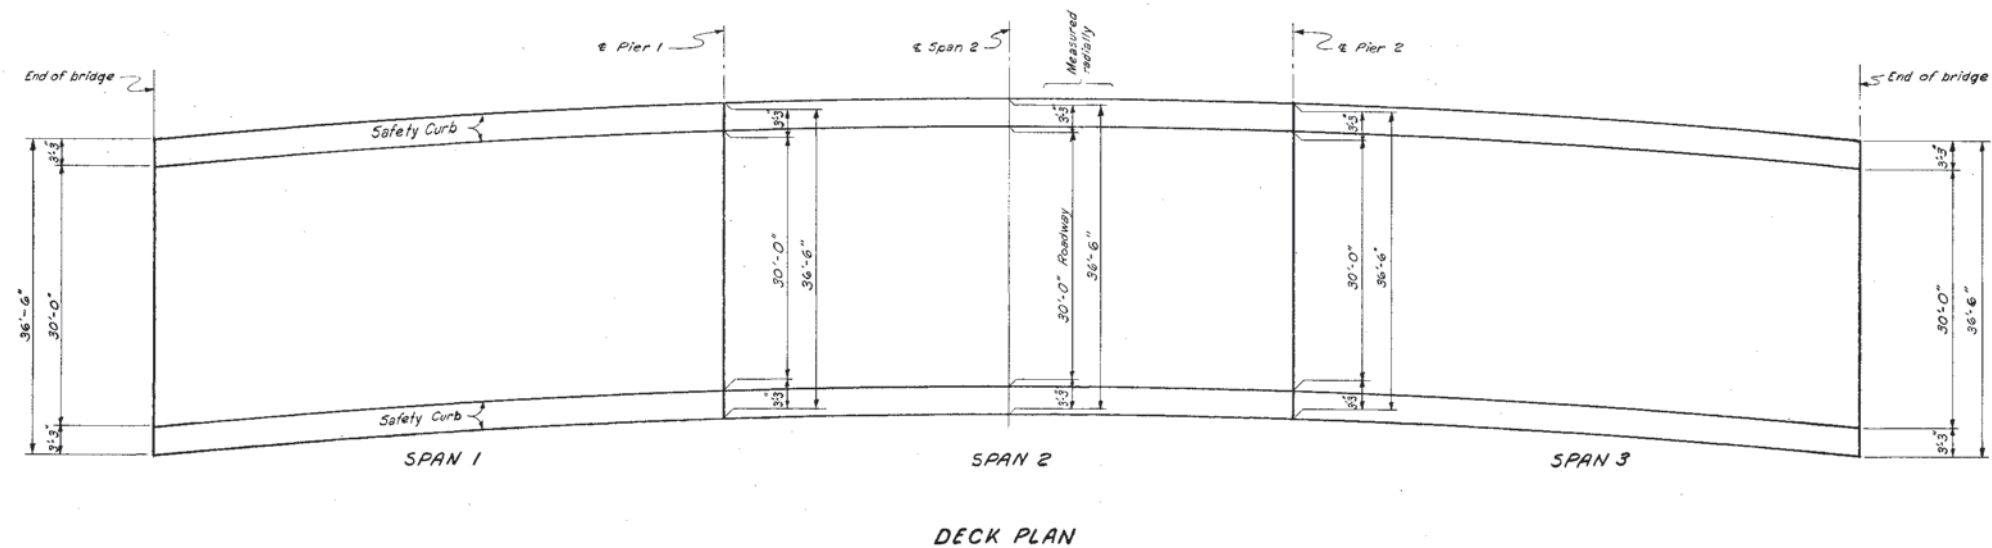 ℄ Pier 1
℄ Span 2
Measured
radially
℄ Pier 2
End of bridge
End of bridge
Safety Curb
3'-3"
30'-0"
36'-6"
3'-3"
3'-3"
30'-0"
36'-6"
3'-3"
3'-3"
30'-0" Roadway
36'-6"
3'-3"
3'-3"
30'-0"
36'-6"
3'-3"
3'-3"
30'-0"
36'-6"
3'-3"
Safety Curb
SPAN 1
SPAN 2
SPAN 3
DECK PLAN